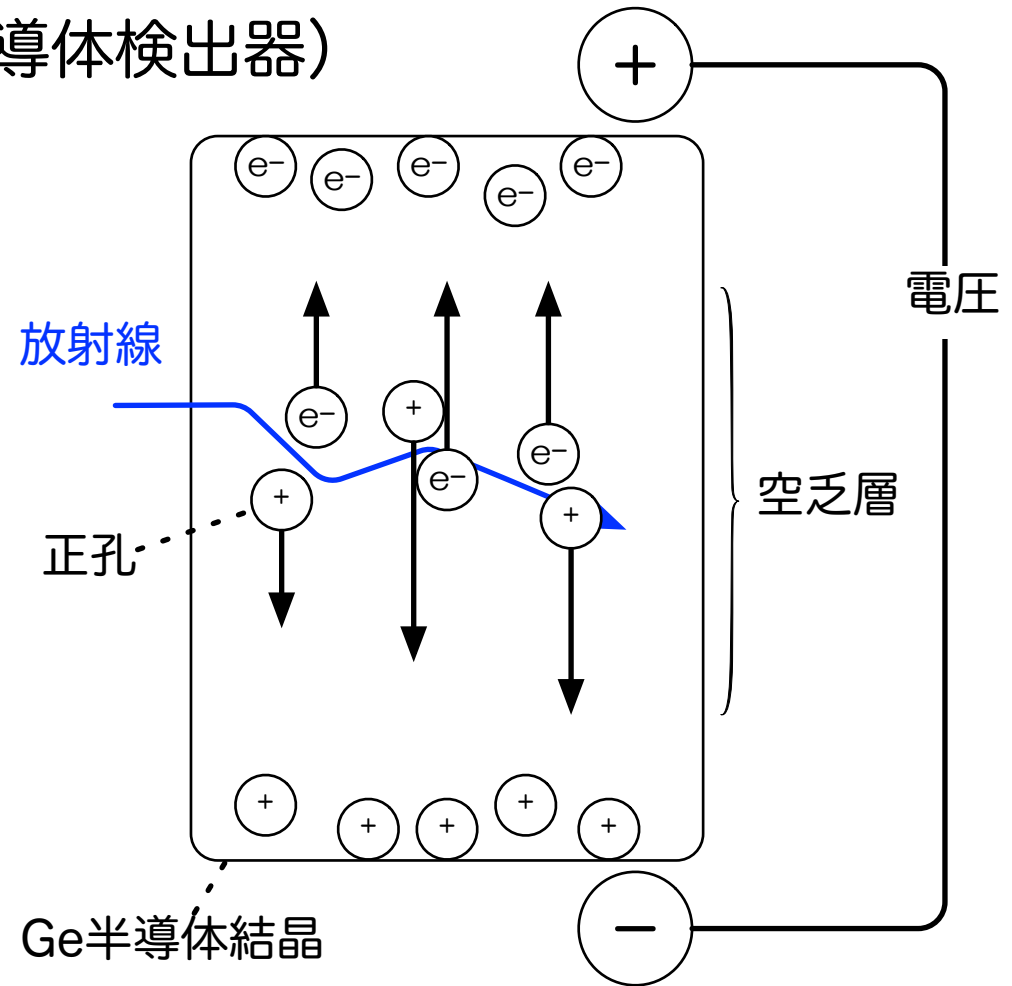 導体検出器)
+
e− e− e− e− e−
電圧
放射線
e− + e− e−
+ +
空乏層
正孔
+ + + + +
Ge半導体結晶
−